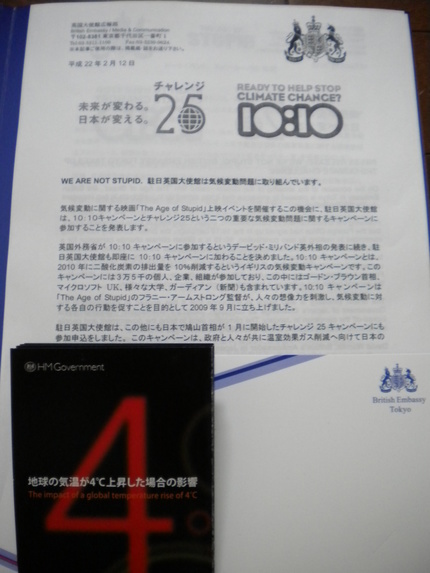 英国大使館広報部
British Embassy / Media & Communication
〒102-8381 東京都千代田区一番町1
平成 22年 2月 12日
チャレンジ
25
未来が変わる。
日本が変える。
READY TO HELP STOP
CLIMATE CHANGE?
10:10
WE ARE NOT STUPID. 駐日英国大使館は気候変動問題に取り組んでいます。
気候変動に関する映画「The Age of Stupid」上映イベントを開催するこの機会に、駐日英国大使館
は、10:10キャンペーンとチャレンジ25という二つの重要な気候変動問題に関するキャンペーンに
参加することを発表します。
英国外務省が 10:10 キャンペーンに参加するというデービッド・ミリバンド英外相の発表に続き、駐
日英国大使館も即座に 10:10 キャンペーンに加わることを決めました。10:10 キャンペーンとは、
2010 年に二酸化炭素の排出量を 10%削減するというイギリスの気候変動キャンペーンです。この
キャンペーンには3万5千の個人、企業、組織が参加しており、この中にはゴードン・ブラウン首相、
マイクロソフト UK、様々な大学、ガーディアン（新聞）も含まれています。10:10 キャンペーンは
「The Age of Stupid」のフラニー・アームストロング監督が、人々の想像力を刺激し、気候変動に対
する各自の行動を促すことを目的として 2009 年 9 月に立ち上げました。
駐日英国大使館は、この他にも日本で鳩山首相が 1 月に開始したチャレンジ 25 キャンペーンにも
参加申込をしました。このキャンペーンは、政府と人々が共に温室効果ガス削減へ向けて日本の
British Embassy
Tokyo
HM Government
4°
地球の気温が4℃上昇した場合の影響
The impact of a global temperature rise of 4°C